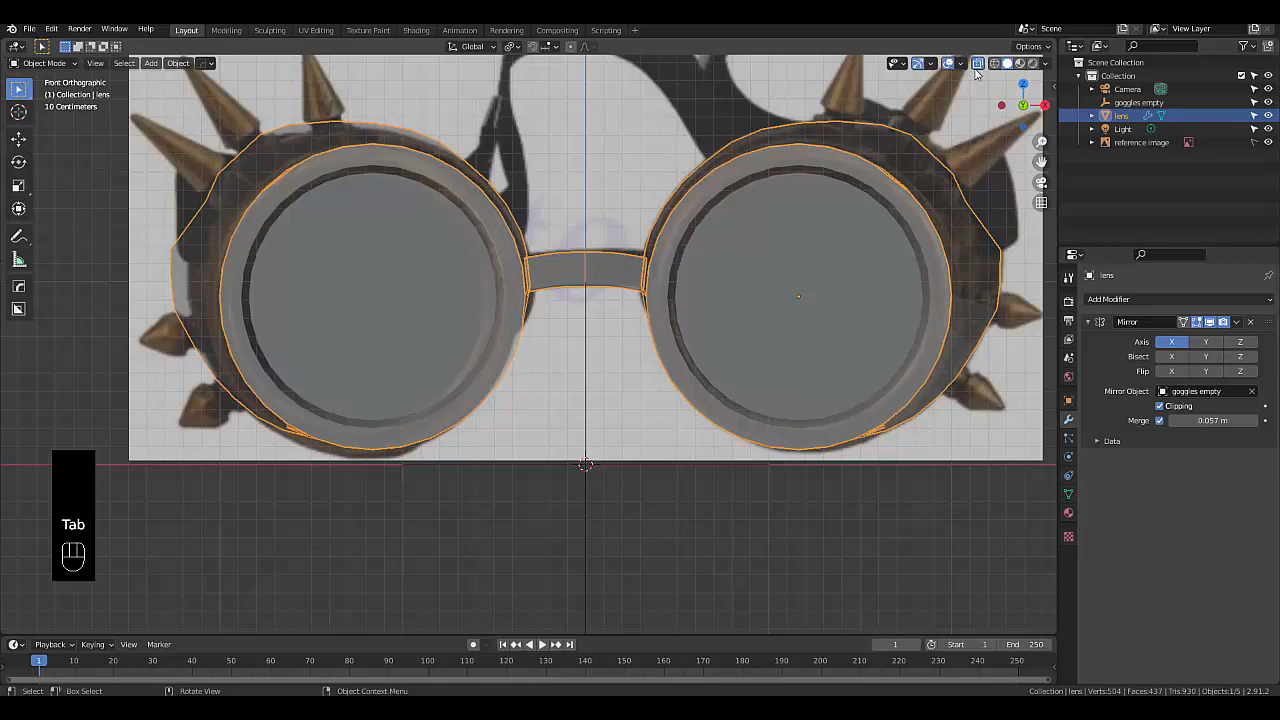 File Edit Render Window Help Layout Modeling Sculpting UV Editing Texture Paint Shading Animation Rendering Compositing Scripting Scene View Layer
Global Options
Object Mode View Select Add Object
Front Orthographic
(1) Collection | lens
10 Centimeters
Z
Y
X
Scene Collection
Collection
Camera
goggles empty
lens
Light
reference image
lens
Add Modifier
Mirror
Axis X Y Z
Bisect X Y Z
Flip X Y Z
Mirror Object goggles empty
Clipping
Merge 0.057 m
Data
Tab
Playback Keying View Marker 1 Start 1 End 250
1 10 20 30 40 50 60 70 80 90 100 110 120 130 140 150 160 170 180 190 200 210 220 230 240 250
Select Box Select Rotate View Object Context Menu Collection | lens | Verts:504 | Faces:437 | Tris:930 | Objects:1/5 | 2.91.2